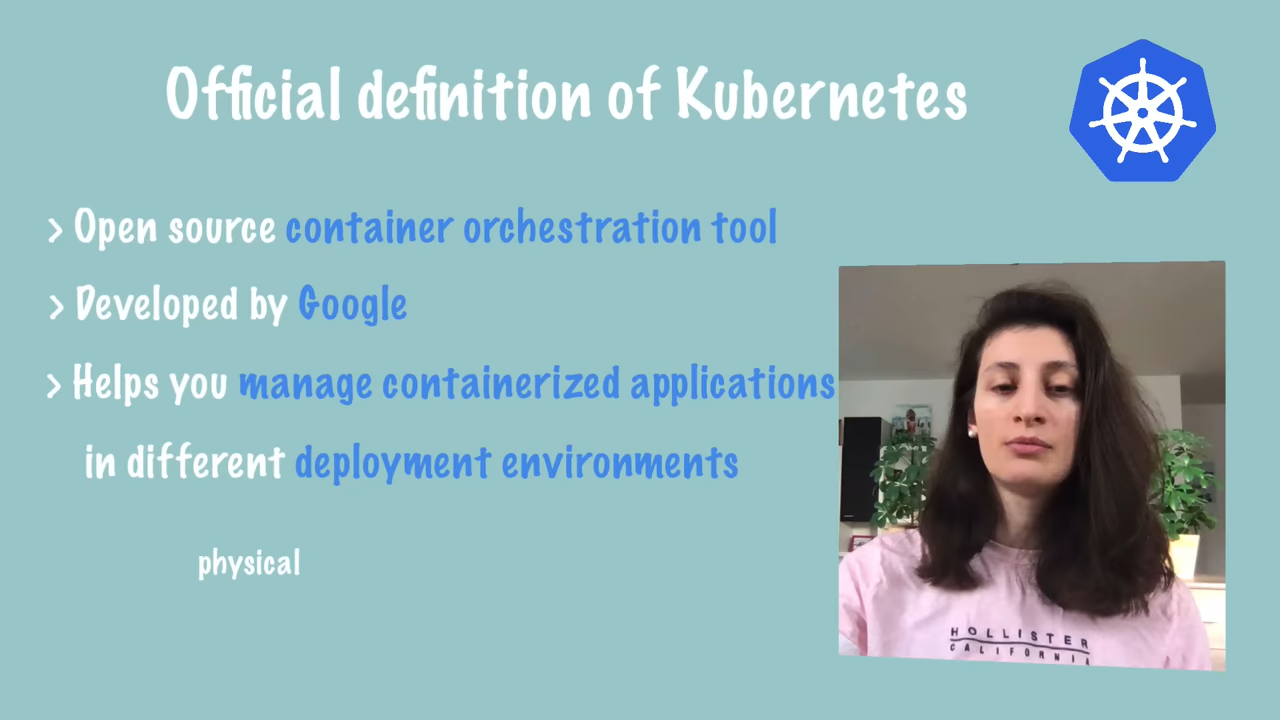 Official definition of Kubernetes
> Open source container orchestration tool
> Developed by Google
> Helps you manage containerized applications
in different deployment environments
physical
HOLLISTER
CALIFORNIA